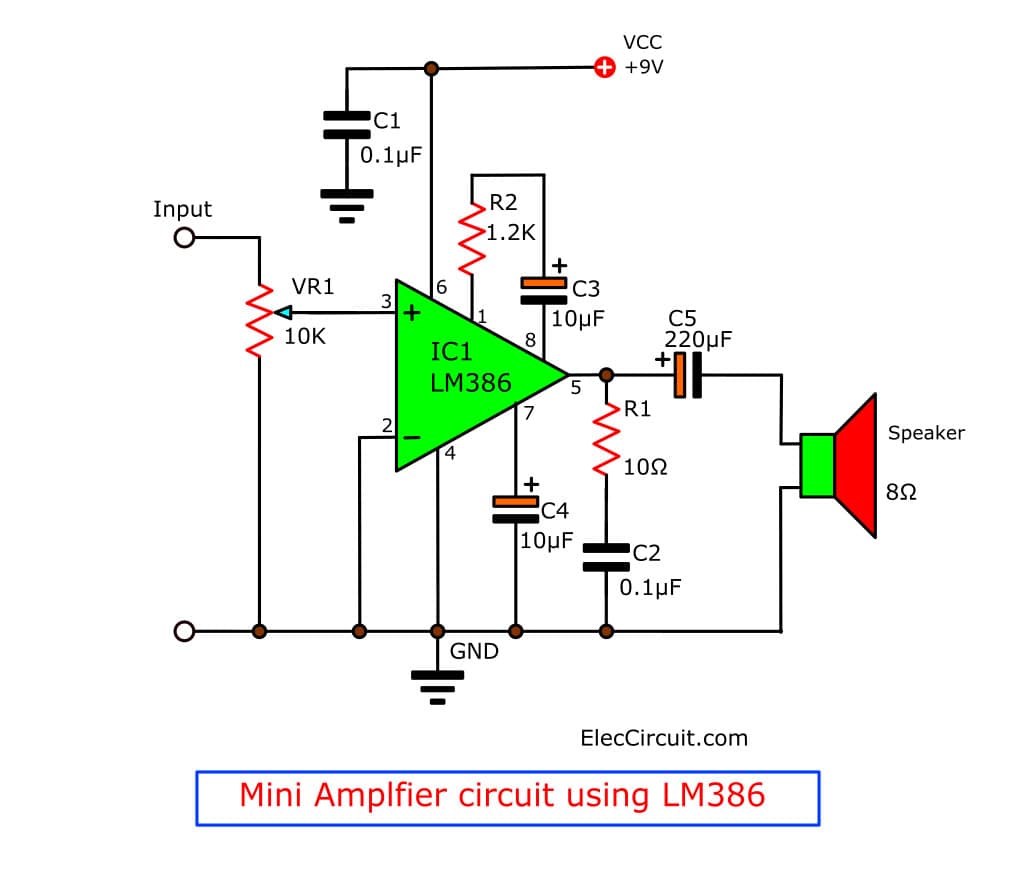 VCC
+9V
C1
0.1µF
Input
R2
1.2K
VR1
10K
3
+
6
1
+
C3
10µF
8
IC1
LM386
C5
220µF
+
5
R1
10Ω
7
2
−
4
+
C4
10µF
C2
0.1µF
Speaker
8Ω
GND
ElecCircuit.com
Mini Amplfier circuit using LM386